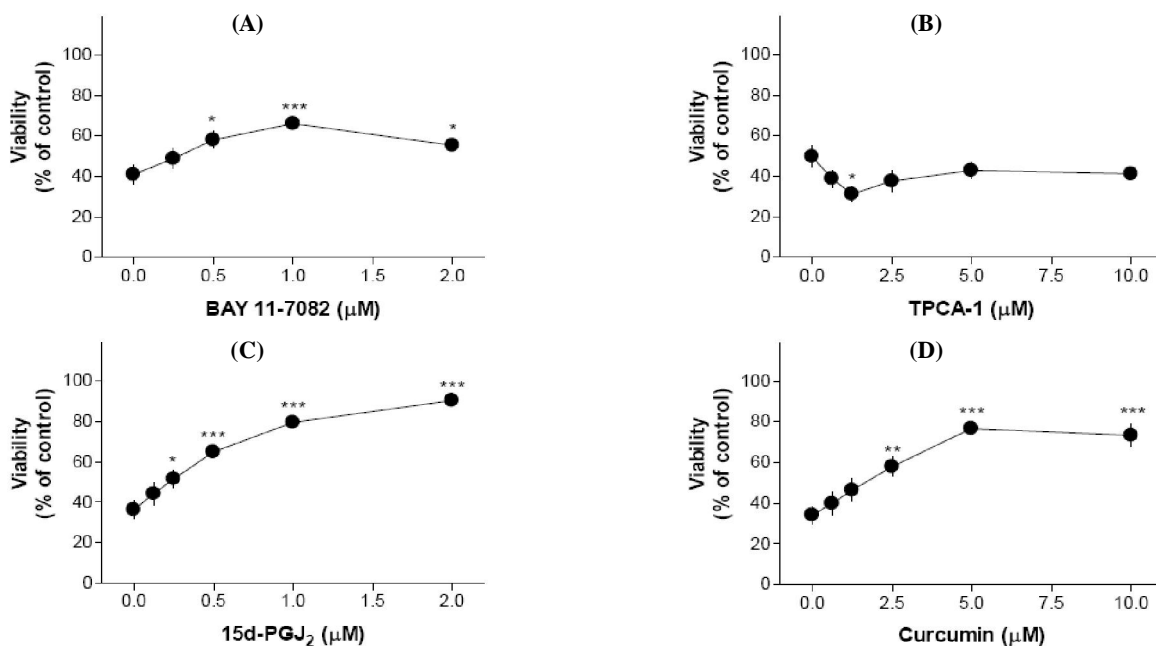 (A)
Viability
(% of control)
100
80
60
40
20
0
*
***
*
0.0 0.5 1.0 1.5 2.0
BAY 11-7082 (μM)
(B)
Viability
(% of control)
100
80
60
40
20
0
*
0.0 2.5 5.0 7.5 10.0
TPCA-1 (μM)
(C)
Viability
(% of control)
100
80
60
40
20
0
*
***
***
***
0.0 0.5 1.0 1.5 2.0
15d-PGJ₂ (μM)
(D)
Viability
(% of control)
100
80
60
40
20
0
**
***
***
0.0 2.5 5.0 7.5 10.0
Curcumin (μM)